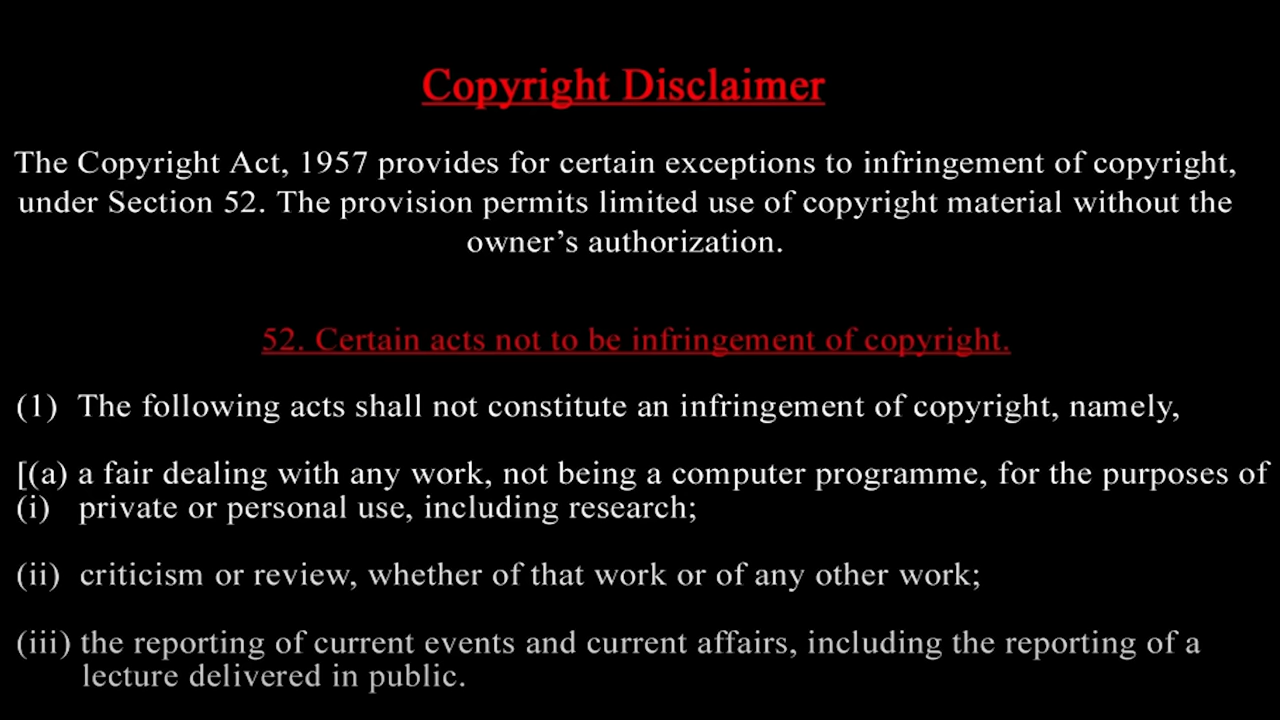 Copyright Disclaimer
The Copyright Act, 1957 provides for certain exceptions to infringement of copyright,
under Section 52. The provision permits limited use of copyright material without the
owner’s authorization.
52. Certain acts not to be infringement of copyright.
(1) The following acts shall not constitute an infringement of copyright, namely,
[(a) a fair dealing with any work, not being a computer programme, for the purposes of
(i) private or personal use, including research;
(ii) criticism or review, whether of that work or of any other work;
(iii) the reporting of current events and current affairs, including the reporting of a
lecture delivered in public.